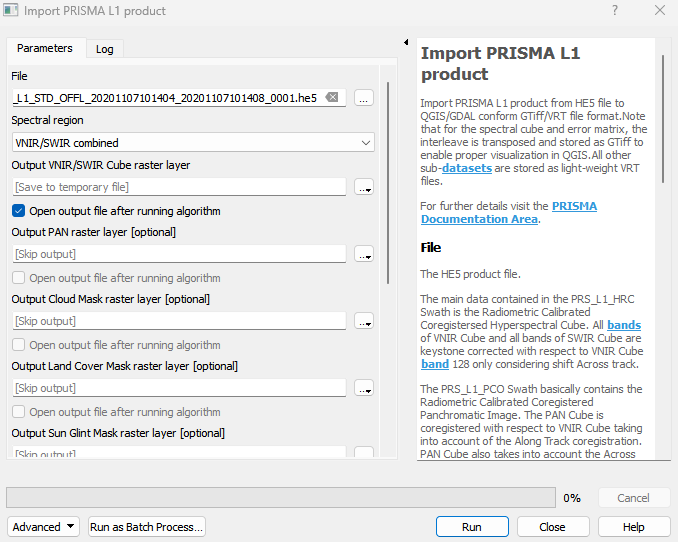 Import PRISMA L1 product
?
Parameters
Log
File
_L1_STD_OFFL_20201107101404_20201107101408_0001.he5
...
Spectral region
VNIR/SWIR combined
Output VNIR/SWIR Cube raster layer
[Save to temporary file]
...
Open output file after running algorithm
Output PAN raster layer [optional]
[Skip output]
...
Open output file after running algorithm
Output Cloud Mask raster layer [optional]
[Skip output]
...
Open output file after running algorithm
Output Land Cover Mask raster layer [optional]
[Skip output]
...
Open output file after running algorithm
Output Sun Glint Mask raster layer [optional]
[Skip output]
Import PRISMA L1
product
Import PRISMA L1 product from HE5 file to
QGIS/GDAL conform GTiff/VRT file format.Note
that for the spectral cube and error matrix, the
interleave is transposed and stored as GTiff to
enable proper visualization in QGIS.All other
sub-datasets are stored as light-weight VRT
files.
For further details visit the PRISMA
Documentation Area.
File
The HE5 product file.
The main data contained in the PRS_L1_HRC
Swath is the Radiometric Calibrated
Coregistersed Hyperspectral Cube. All bands
of VNIR Cube and all bands of SWIR Cube are
keystone corrected with respect to VNIR Cube
band 128 only considering shift Across track.
The PRS_L1_PCO Swath basically contains the
Radiometric Calibrated Coregistered
Panchromatic Image. The PAN Cube is
coregistered with respect to VNIR Cube taking
into account of the Along Track coregistration.
PAN Cube also takes into account the Across
0%
Cancel
Advanced
Run as Batch Process...
Run
Close
Help